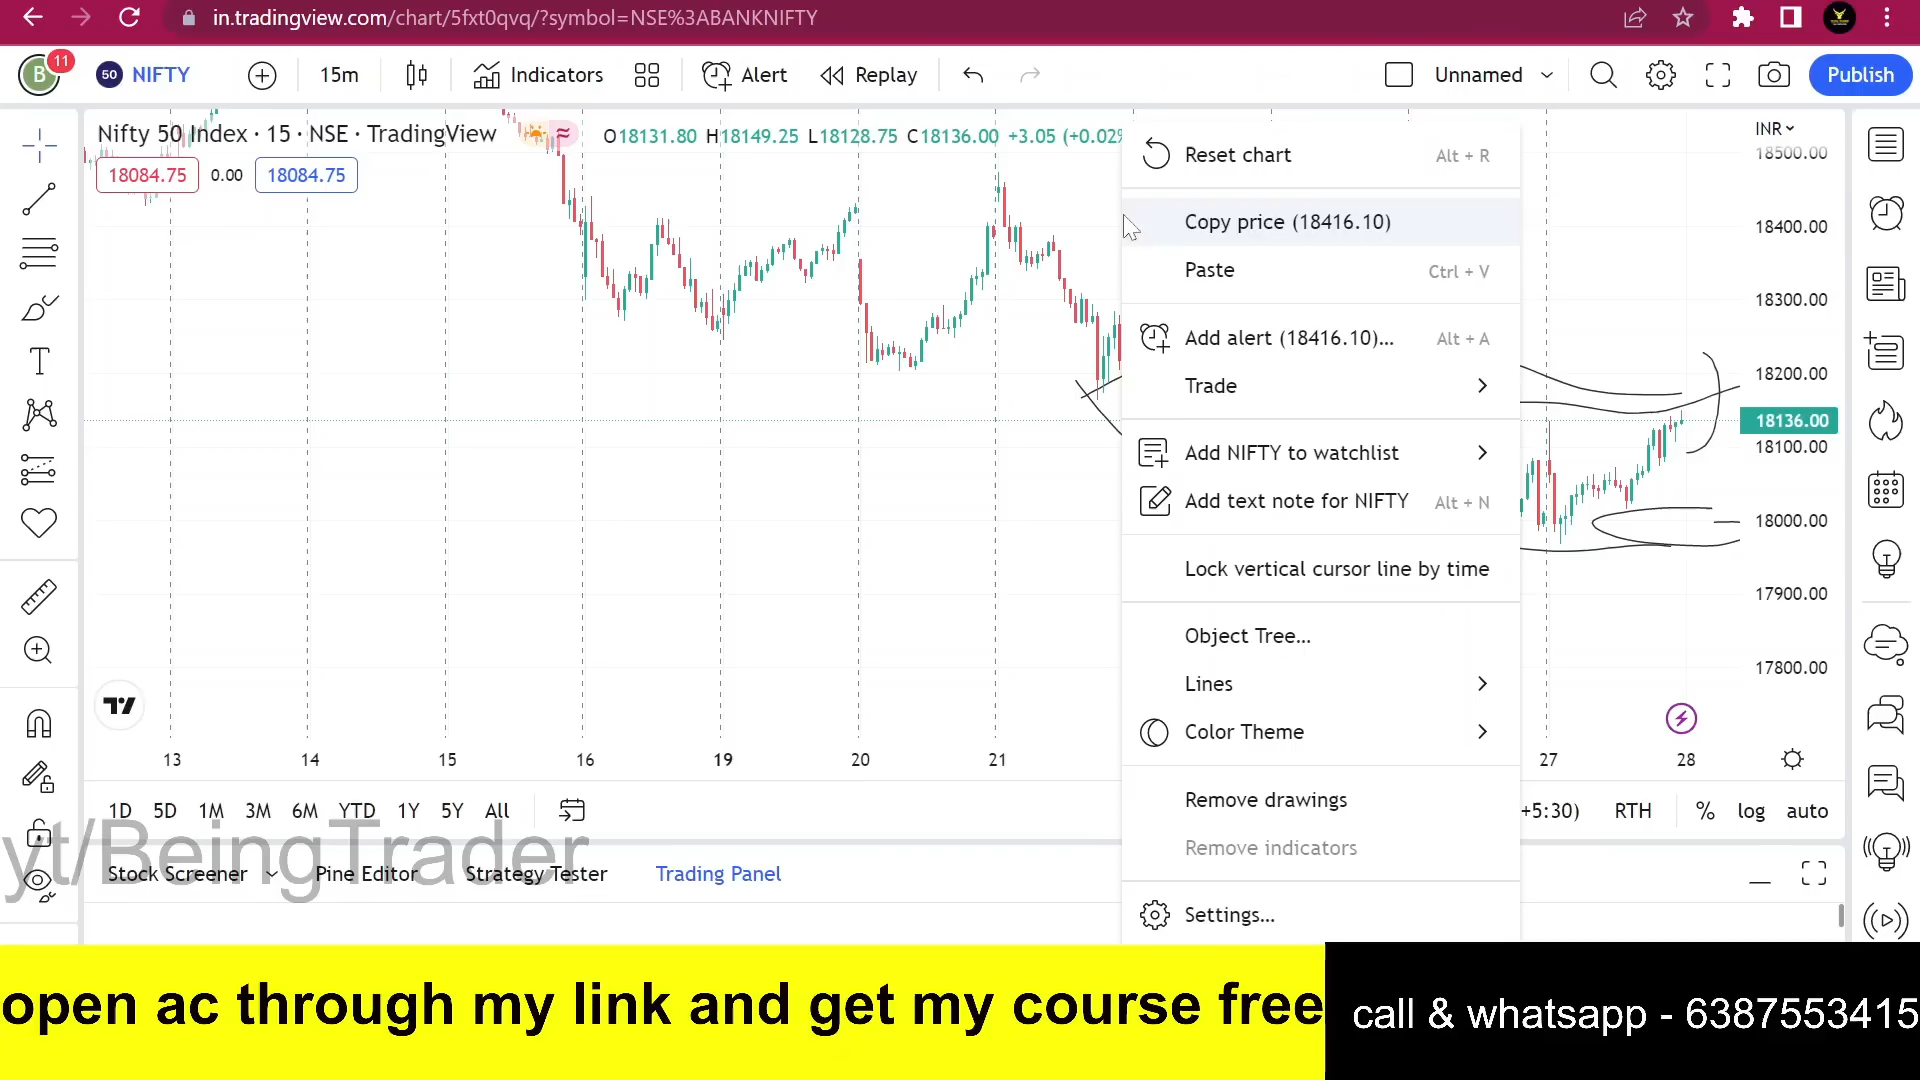 in.tradingview.com/chart/5fxt0qvq/?symbol=NSE%3ABANKNIFTY
B 11 50 NIFTY 15m Indicators Alert Replay Unnamed Publish
Nifty 50 Index · 15 · NSE · TradingView O18131.80 H18149.25 L18128.75 C18136.00 +3.05 (+0.02%
18084.75 0.00 18084.75
INR
18500.00
18400.00
18300.00
18200.00
18136.00
18100.00
18000.00
17900.00
17800.00
Reset chart Alt + R
Copy price (18416.10)
Paste Ctrl + V
Add alert (18416.10)... Alt + A
Trade
Add NIFTY to watchlist
Add text note for NIFTY Alt + N
Lock vertical cursor line by time
Object Tree...
Lines
Color Theme
Remove drawings
Remove indicators
Settings...
13 14 15 16 19 20 21 27 28
1D 5D 1M 3M 6M YTD 1Y 5Y All +5:30) RTH % log auto
yt/BeingTrader
Stock Screener Pine Editor Strategy Tester Trading Panel
open ac through my link and get my course free
call & whatsapp - 6387553415